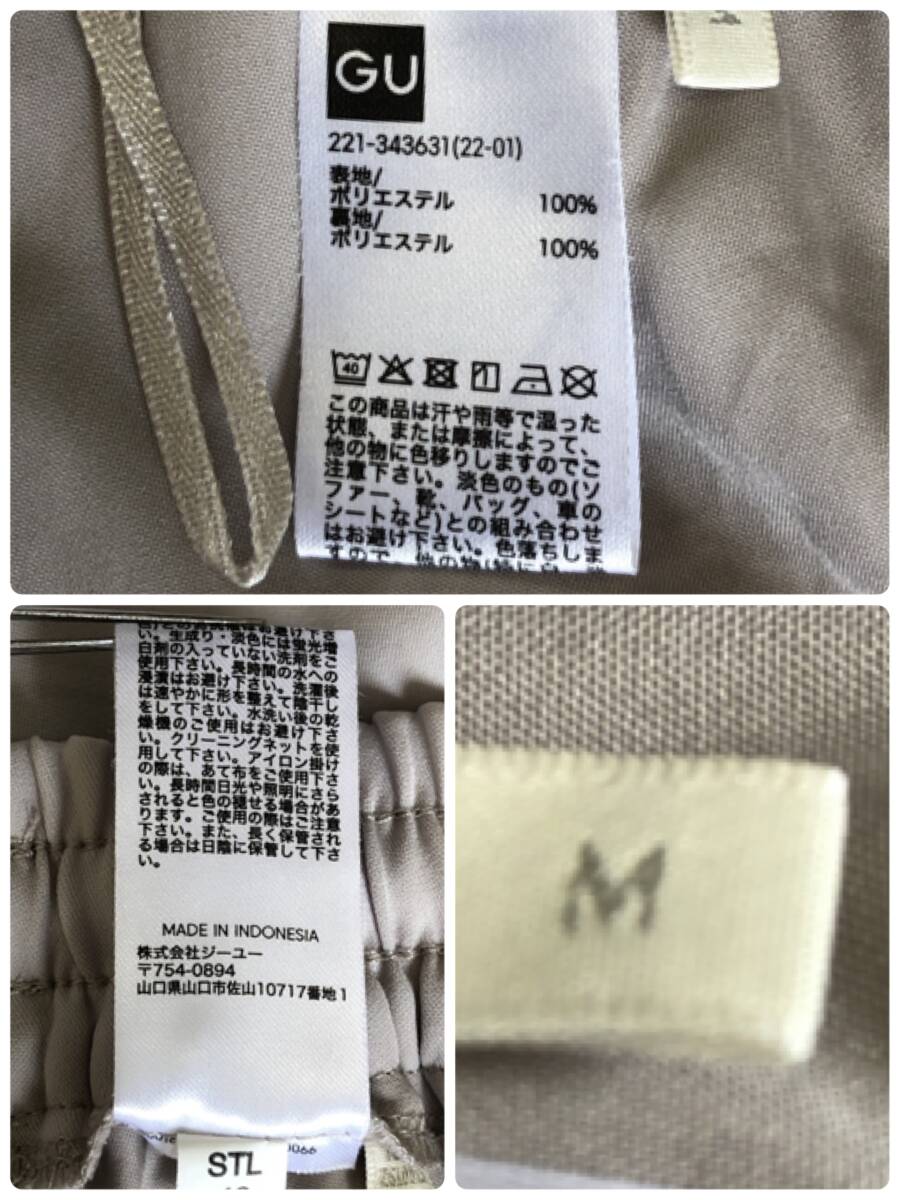 GU
221-343631(22-01)
表地/
ポリエステル 100%
裏地/
ポリエステル 100%
40
この商品は汗や雨等で湿った
状態、または摩擦によって、
他の物に色移りしますのでご
注意下さい。淡色のもの(ソ
ファー、靴、バッグ、車の
シートなど)との組み合わせ
はお避け下さい。色落ちしま
すので、他の物
い。生成り・淡色には蛍光増
白剤の入っていない洗剤をご
使用下さい。長時間の水への
浸漬はお避け下さい。洗濯後
は速やかに形を整えて陰干し
をして下さい。水洗い後の乾
燥機のご使用はお避け下さ
い。クリーニングネットを使
用して下さい。アイロン掛け
の際は、あて布をご使用下さ
い。長時間日光や照明にさら
されると色の褪せる場合があ
ります。ご使用の際はご注意
下さい。また、長く保管され
る場合は日陰に保管して下さ
い。
MADE IN INDONESIA
株式会社ジーユー
〒754-0894
山口県山口市佐山10717番地1
0066
STL
M